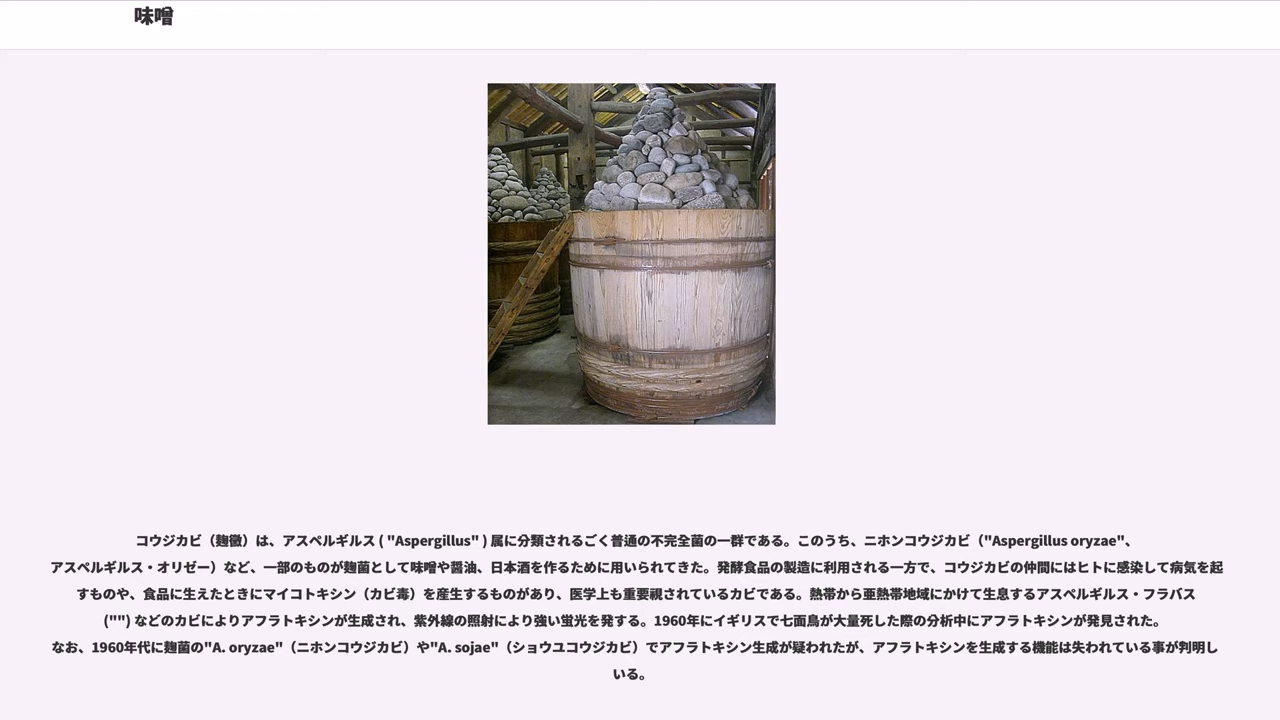 味噌
コウジカビ（麹黴）は、アスペルギルス ( "Aspergillus" ) 属に分類されるごく普通の不完全菌の一群である。このうち、ニホンコウジカビ（"Aspergillus oryzae"、
アスペルギルス・オリゼー）など、一部のものが麹菌として味噌や醤油、日本酒を作るために用いられてきた。発酵食品の製造に利用される一方で、コウジカビの仲間にはヒトに感染して病気を起
すものや、食品に生えたときにマイコトキシン（カビ毒）を産生するものがあり、医学上も重要視されているカビである。熱帯から亜熱帯地域にかけて生息するアスペルギルス・フラバス
("") などのカビによりアフラトキシンが生成され、紫外線の照射により強い蛍光を発する。1960年にイギリスで七面鳥が大量死した際の分析中にアフラトキシンが発見された。
なお、1960年代に麹菌の"A. oryzae"（ニホンコウジカビ）や"A. sojae"（ショウユコウジカビ）でアフラトキシン生成が疑われたが、アフラトキシンを生成する機能は失われている事が判明し
いる。